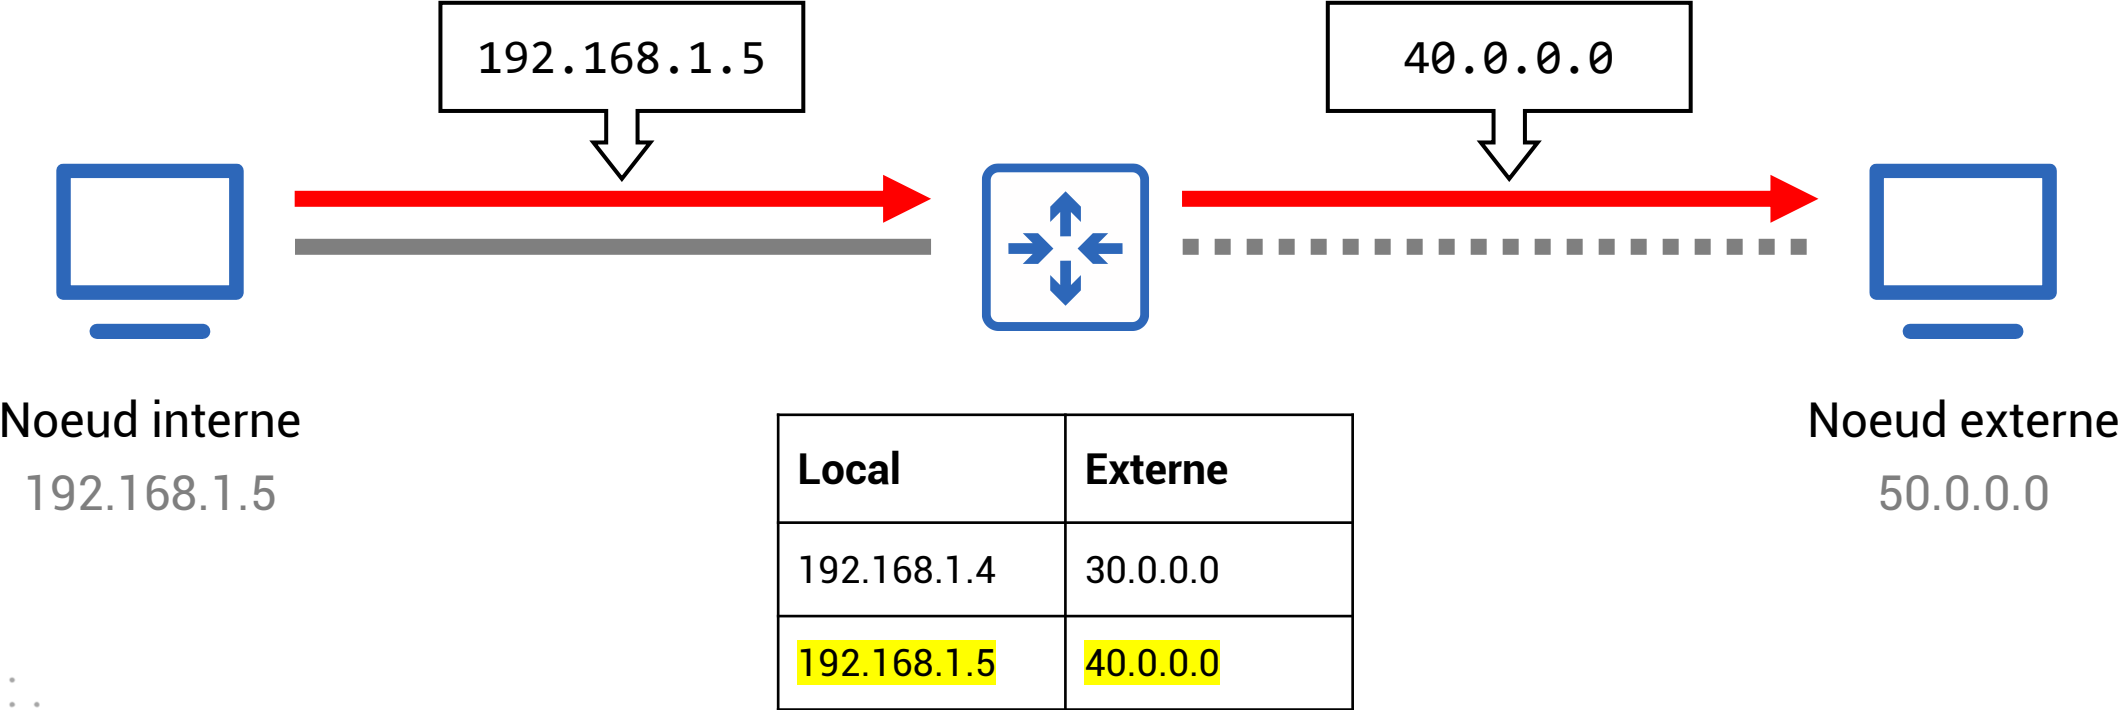 192.168.1.5
40.0.0.0
Noeud interne
192.168.1.5
Noeud externe
50.0.0.0
Local Externe
192.168.1.4 30.0.0.0
192.168.1.5 40.0.0.0